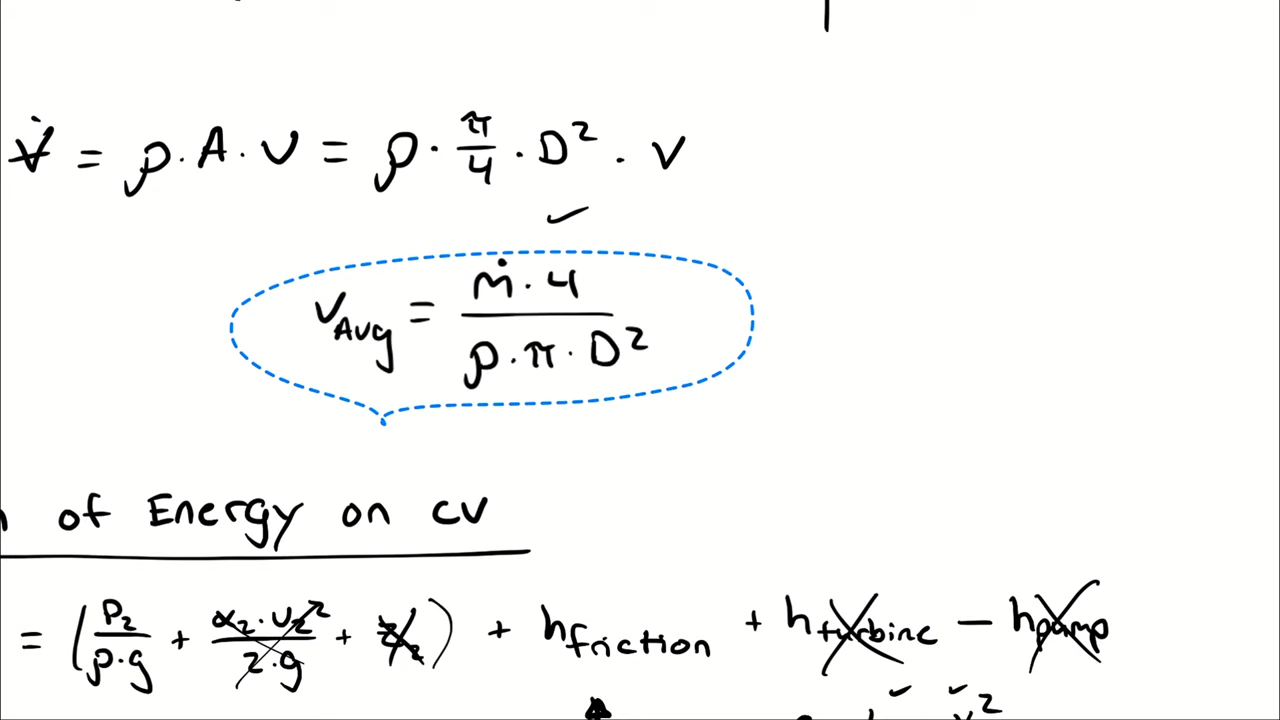 V̇ = ρ · A · V = ρ · π/4 · D² · V
V_Avg = ṁ · 4 / ρ · π · D²
of Energy on CV
= (P₂/ρ·g + α₂·V₂²/2·g + z₂) + h_friction + h_turbine − h_pump